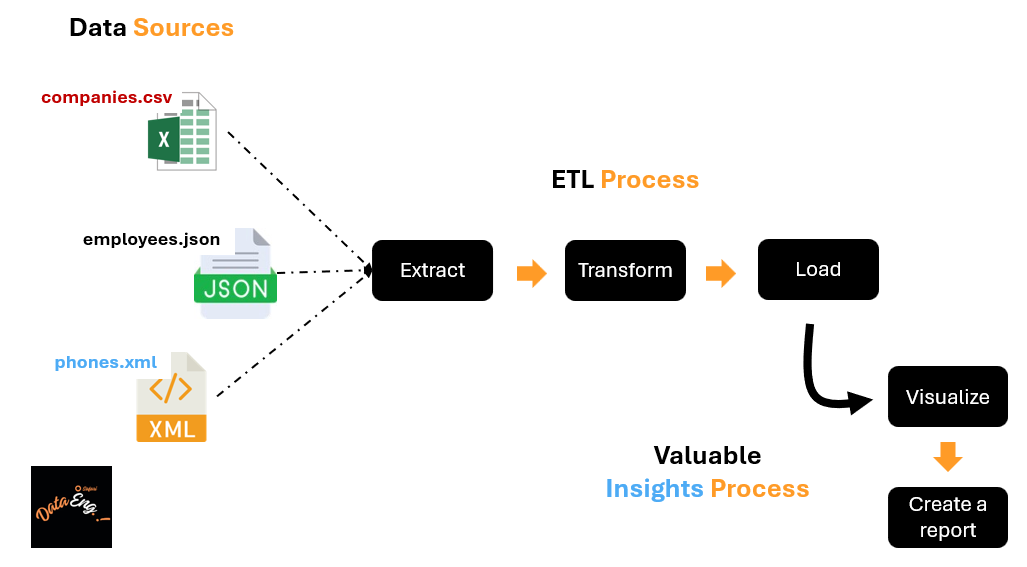 Data Sources
companies.csv
X
employees.json
JSON
phones.xml
</>
XML
ETL Process
Extract
Transform
Load
Visualize
Create a
report
Valuable
Insights Process
Safari
Data Eng.!